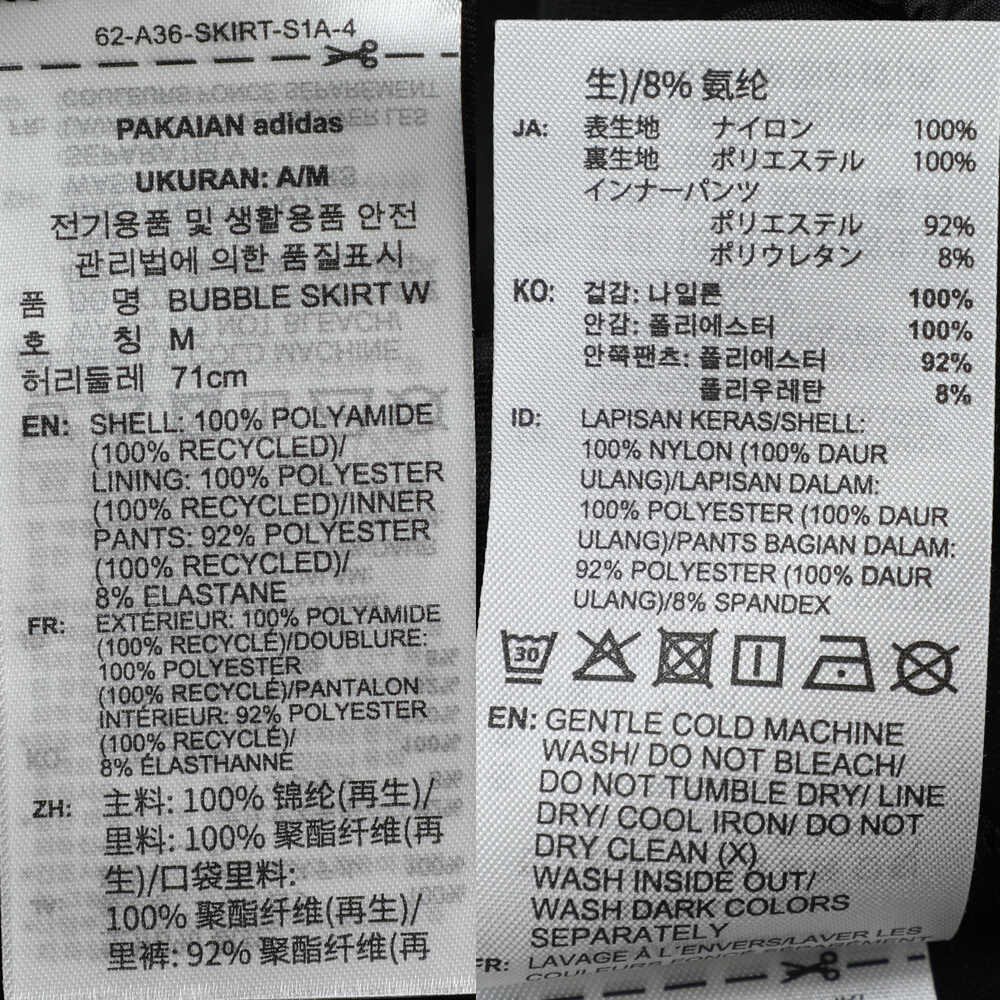 62-A36-SKIRT-S1A-4
PAKAIAN adidas
UKURAN: A/M
전기용품 및 생활용품 안전
관리법에 의한 품질표시
품 명 BUBBLE SKIRT W
호 칭 M
허리둘레 71cm
EN: SHELL: 100% POLYAMIDE
(100% RECYCLED)/
LINING: 100% POLYESTER
(100% RECYCLED)/INNER
PANTS: 92% POLYESTER
(100% RECYCLED)/
8% ELASTANE
FR: EXTÉRIEUR: 100% POLYAMIDE
(100% RECYCLÉ)/DOUBLURE:
100% POLYESTER
(100% RECYCLÉ)/PANTALON
INTÉRIEUR: 92% POLYESTER
(100% RECYCLÉ)/
8% ÉLASTHANNE
ZH: 主料: 100% 锦纶(再生)/
里料: 100% 聚酯纤维(再
生)/口袋里料:
100% 聚酯纤维(再生)/
里裤: 92% 聚酯纤维(再
生)/8% 氨纶
JA: 表生地 ナイロン 100%
裏生地 ポリエステル 100%
インナーパンツ
ポリエステル 92%
ポリウレタン 8%
KO: 겉감: 나일론 100%
안감: 폴리에스터 100%
안쪽팬츠: 폴리에스터 92%
폴리우레탄 8%
ID: LAPISAN KERAS/SHELL:
100% NYLON (100% DAUR
ULANG)/LAPISAN DALAM:
100% POLYESTER (100% DAUR
ULANG)/PANTS BAGIAN DALAM:
92% POLYESTER (100% DAUR
ULANG)/8% SPANDEX
30
EN: GENTLE COLD MACHINE
WASH/ DO NOT BLEACH/
DO NOT TUMBLE DRY/ LINE
DRY/ COOL IRON/ DO NOT
DRY CLEAN (X)
WASH INSIDE OUT/
WASH DARK COLORS
SEPARATELY
FR: LAVAGE À L'ENVERS/LAVER LES
COULEURS FONCÉ SÉPARÉMENT